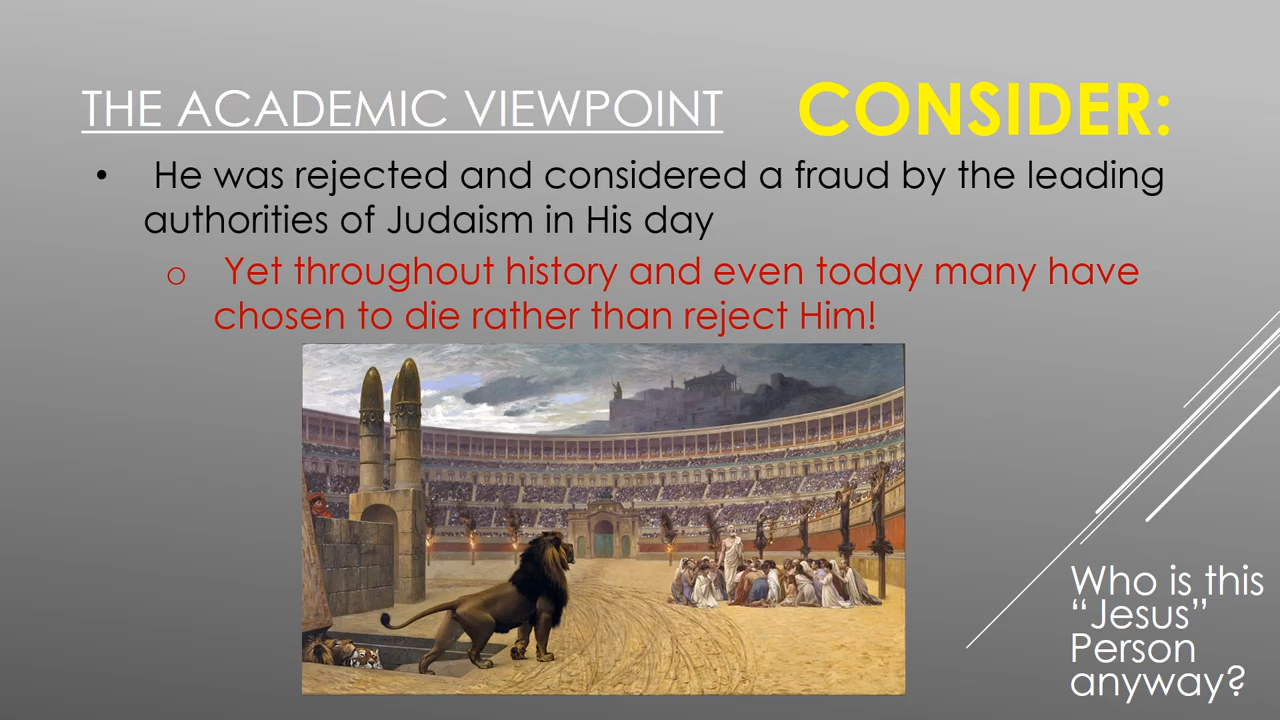 THE ACADEMIC VIEWPOINT
CONSIDER:
• He was rejected and considered a fraud by the leading
authorities of Judaism in His day
o Yet throughout history and even today many have
chosen to die rather than reject Him!
Who is this
“Jesus”
Person
anyway?